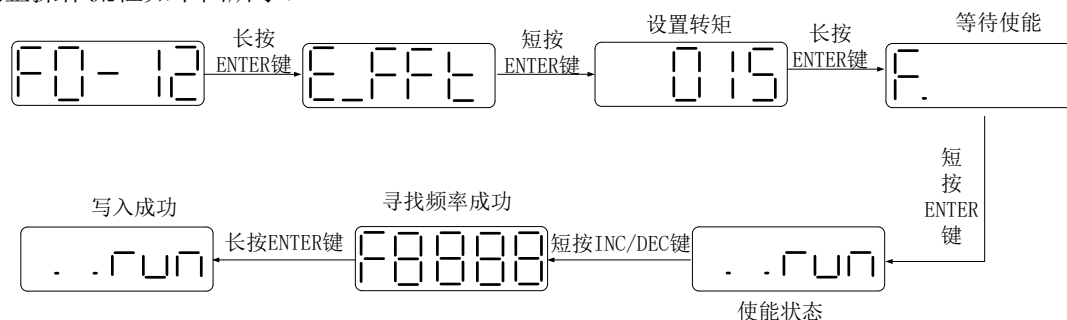 设置转矩
等待使能
F0-12
长按
ENTER键
E_FFt
短按
ENTER键
015
长按
ENTER键
F.
短
按
ENTER
键
写入成功
寻找频率成功
..run
长按ENTER键
F8888
短按INC/DEC键
..run
使能状态